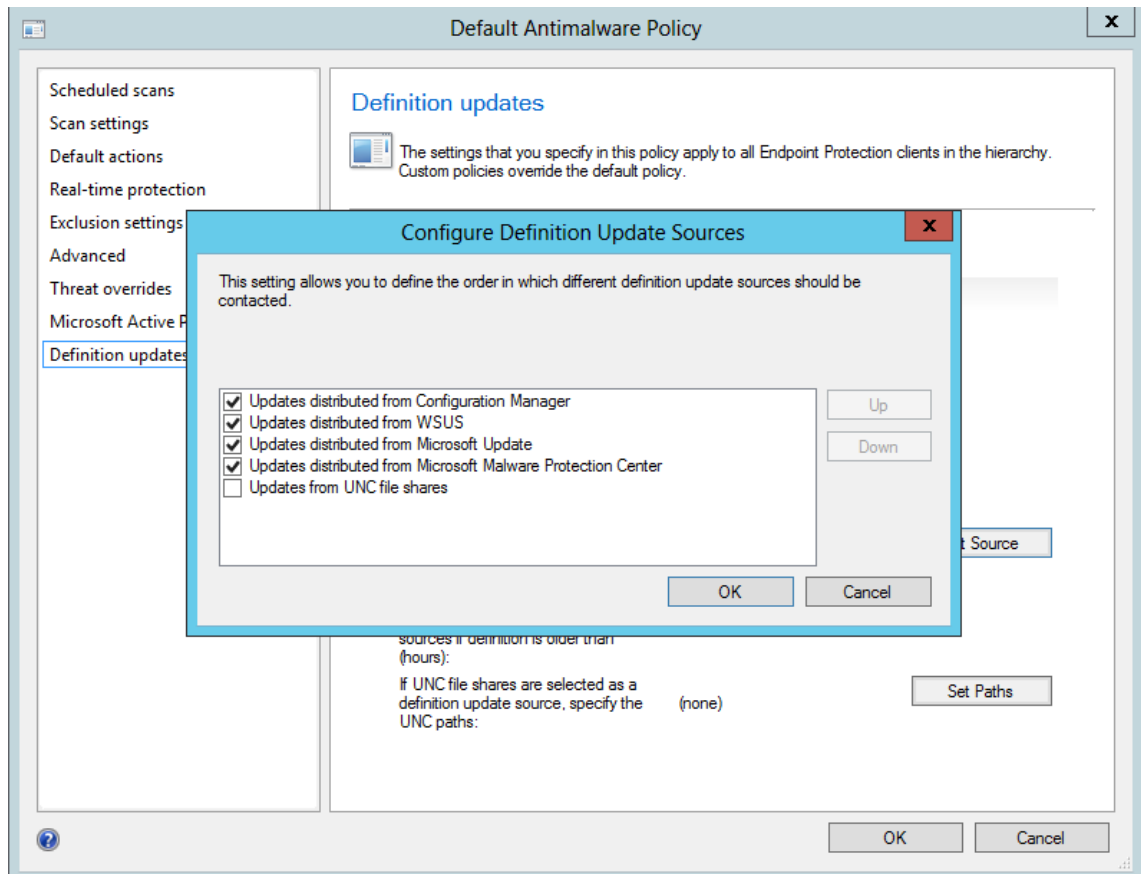 Default Antimalware Policy
x
Scheduled scans
Scan settings
Default actions
Real-time protection
Exclusion settings
Advanced
Threat overrides
Microsoft Active
Definition updates
Definition updates
The settings that you specify in this policy apply to all Endpoint Protection clients in the hierarchy.
Custom policies override the default policy.
Configure Definition Update Sources
x
This setting allows you to define the order in which different definition update sources should be
contacted.
Updates distributed from Configuration Manager
Updates distributed from WSUS
Updates distributed from Microsoft Update
Updates distributed from Microsoft Malware Protection Center
Updates from UNC file shares
Up
Down
OK
Cancel
Source
sources if definition is older than
(hours):
If UNC file shares are selected as a
definition update source, specify the
UNC paths:
(none)
Set Paths
?
OK
Cancel